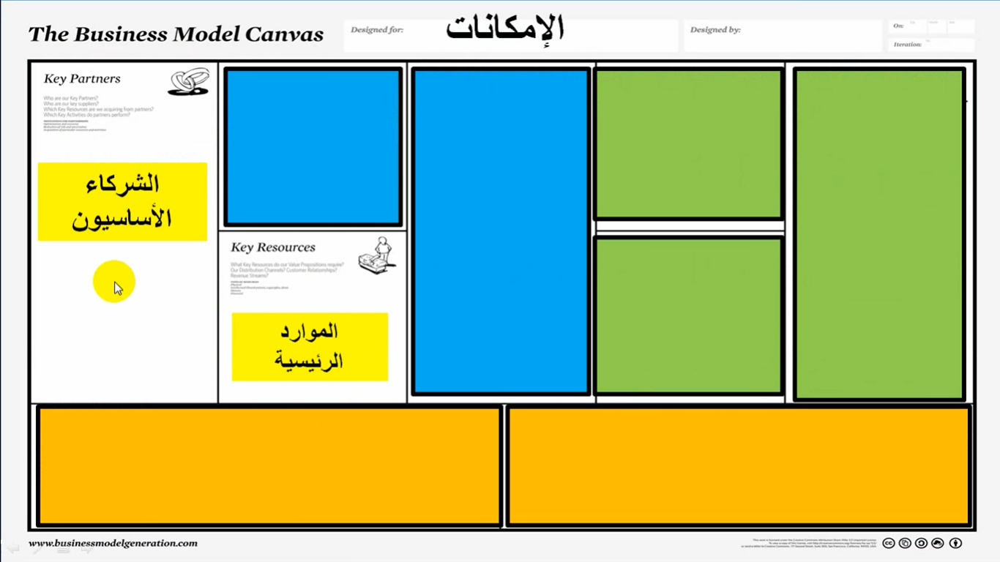 The Business Model Canvas
Designed for:
الإمكانات
Designed by:
On:
Iteration:
Key Partners
Who are our Key Partners?
Who are our key suppliers?
Which Key Resources are we acquiring from partners?
Which Key Activities do partners perform?
الشركاء
الأساسيون
Key Resources
What Key Resources do our Value Propositions require?
Our Distribution Channels? Customer Relationships?
Revenue Streams?
الموارد
الرئيسية
www.businessmodelgeneration.com